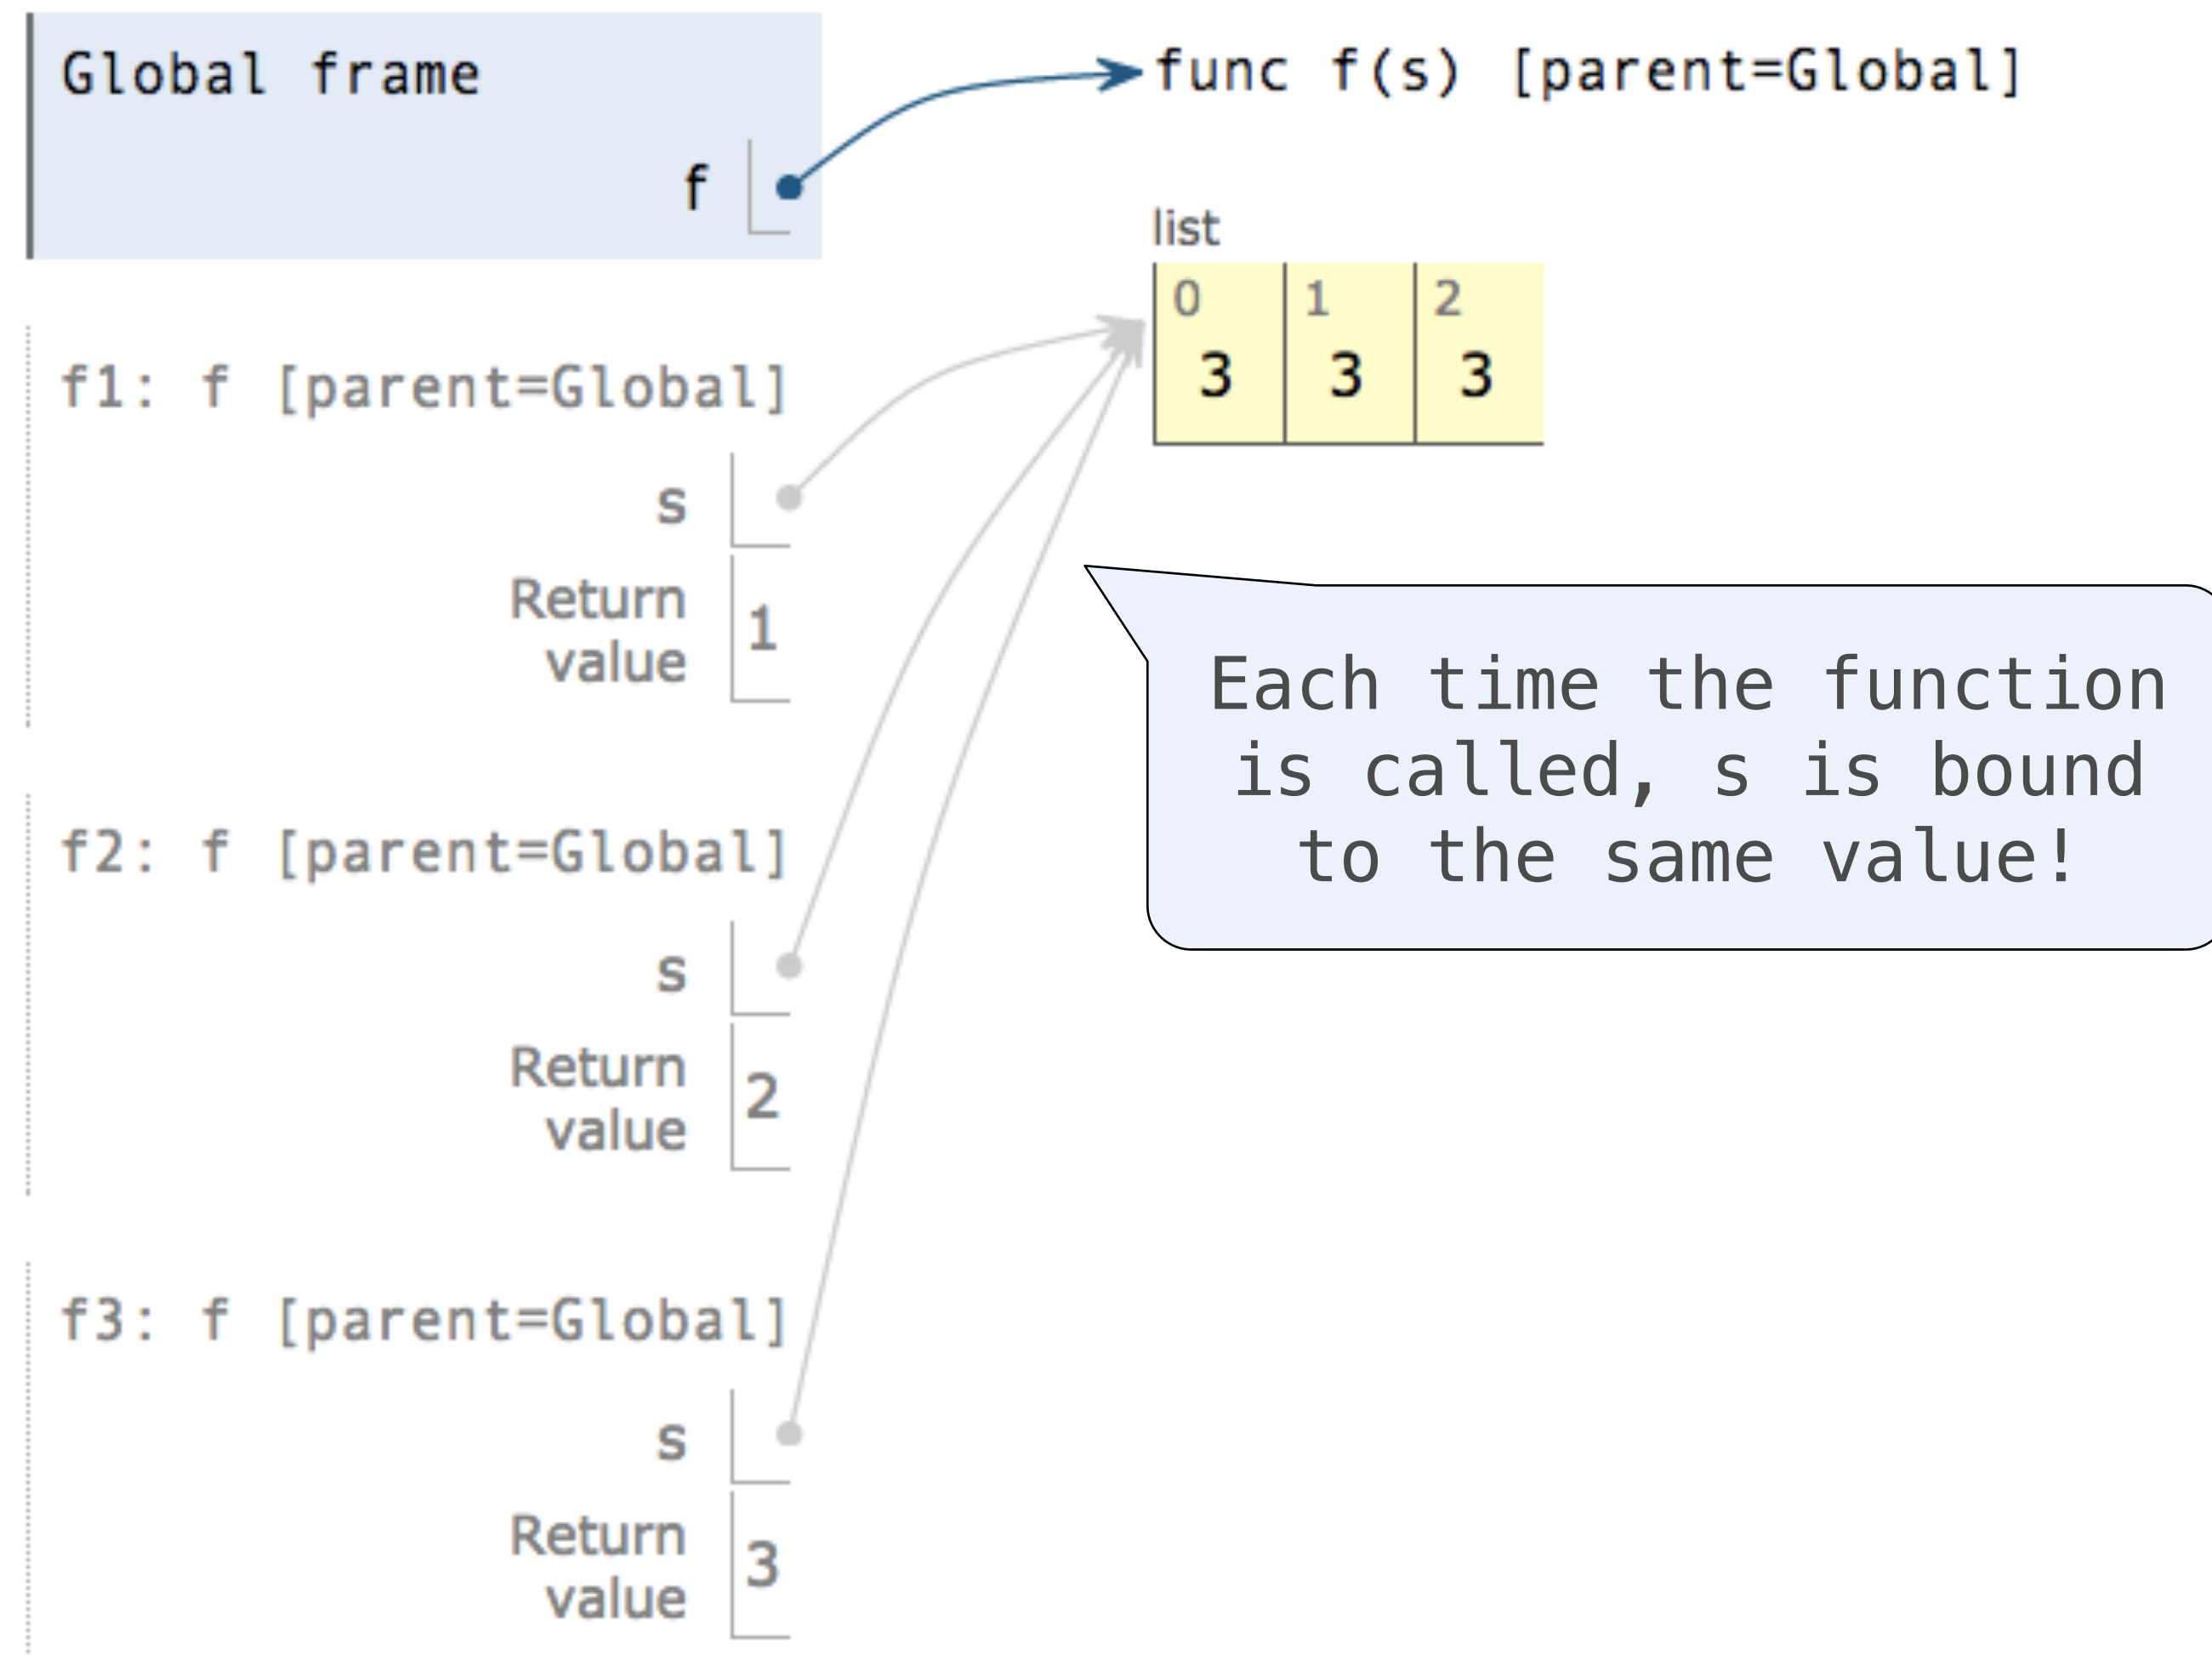 Global frame
f
func f(s) [parent=Global]
list
0 1 2
3 3 3
f1: f [parent=Global]
s
Return
value
1
Each time the function
is called, s is bound
to the same value!
f2: f [parent=Global]
s
Return
value
2
f3: f [parent=Global]
s
Return
value
3